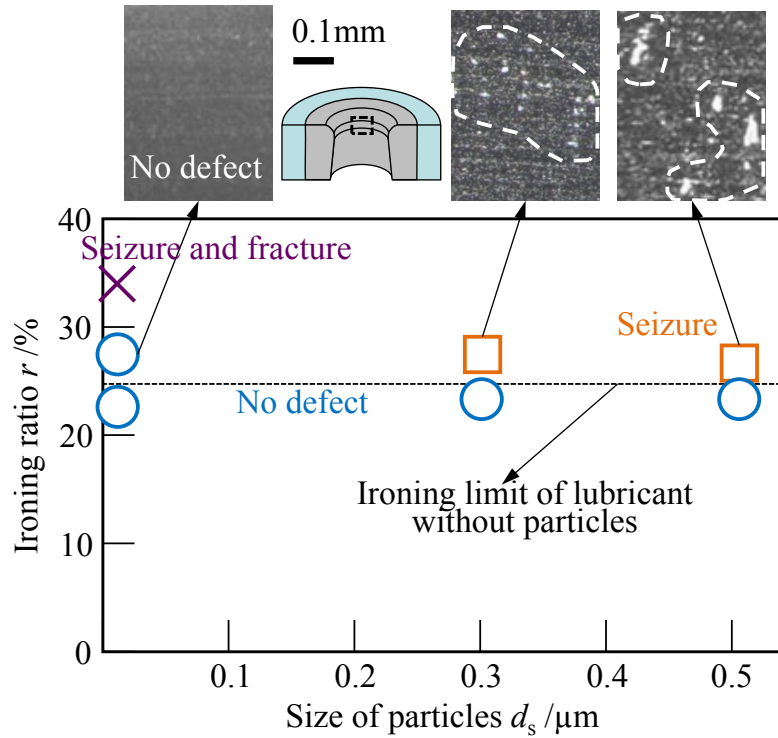 0.1mm
No defect
40
Seizure and fracture
30
Seizure
No defect
20
Ironing limit of lubricant
without particles
10
0
0.1
0.2
0.3
0.4
0.5
Ironing ratio r /%
Size of particles dₛ /µm